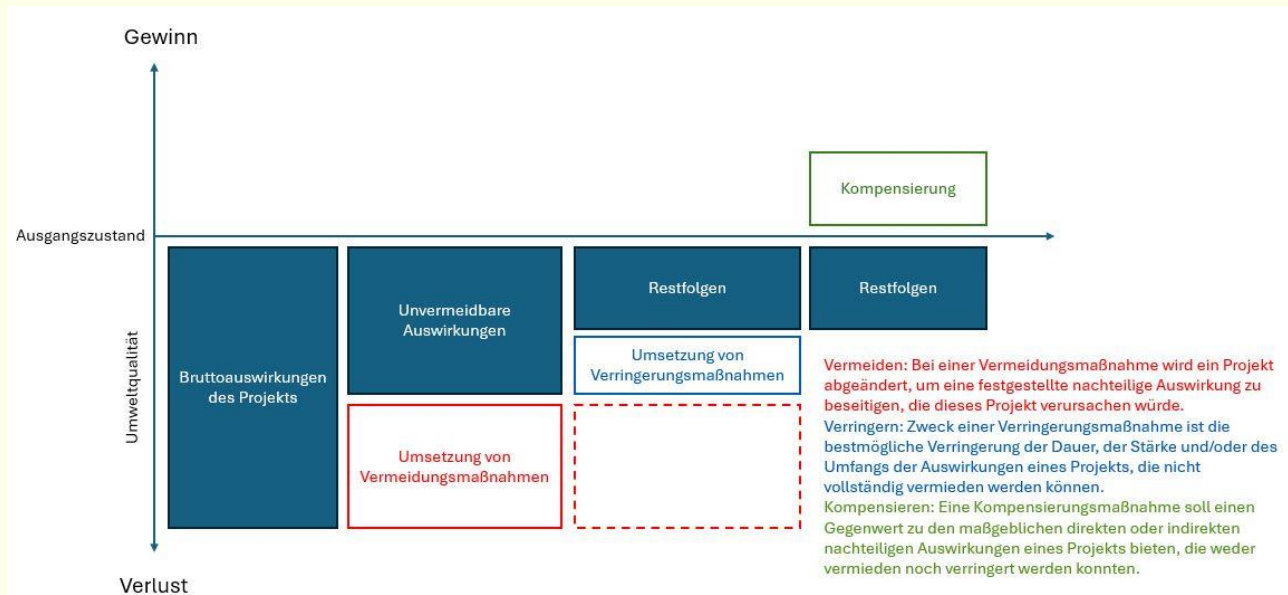 Gewinn
Kompensierung
Ausgangszustand
Umweltqualität
Bruttoauswirkungen
des Projekts
Unvermeidbare
Auswirkungen
Umsetzung von
Vermeidungsmaßnahmen
Restfolgen
Umsetzung von
Verringerungsmaßnahmen
Restfolgen
Vermeiden: Bei einer Vermeidungsmaßnahme wird ein Projekt
abgeändert, um eine festgestellte nachteilige Auswirkung zu
beseitigen, die dieses Projekt verursachen würde.
Verringern: Zweck einer Verringerungsmaßnahme ist die
bestmögliche Verringerung der Dauer, der Stärke und/oder des
Umfangs der Auswirkungen eines Projekts, die nicht
vollständig vermieden werden können.
Kompensieren: Eine Kompensierungsmaßnahme soll einen
Gegenwert zu den maßgeblichen direkten oder indirekten
nachteiligen Auswirkungen eines Projekts bieten, die weder
vermieden noch verringert werden konnten.
Verlust